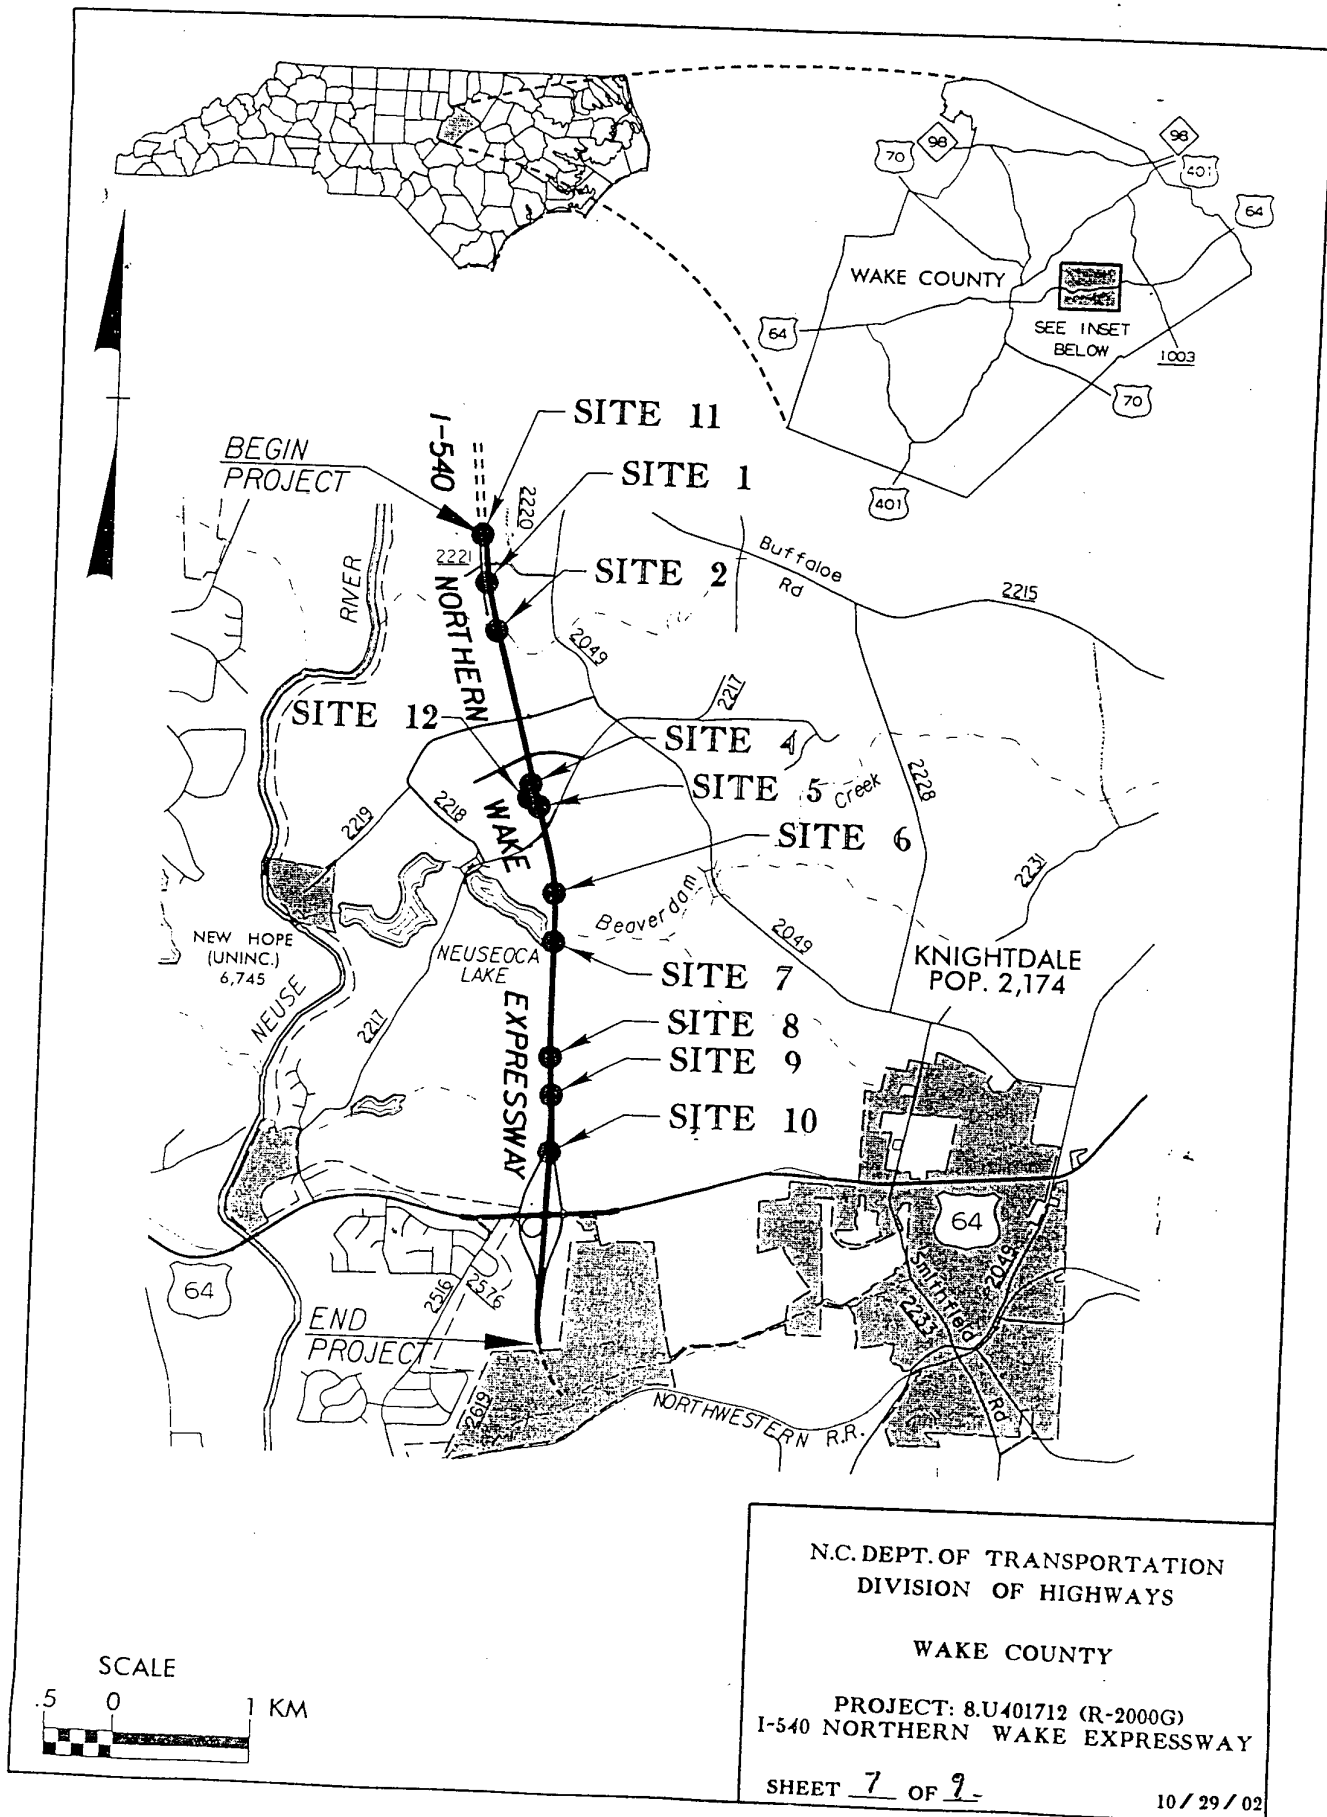 98
98
70
401
64
WAKE COUNTY
SEE INSET
BELOW
64
1003
70
401
I-540
SITE 11
BEGIN
PROJECT
SITE 1
2220
2221
SITE 2
Buffaloe
Rd
2215
RIVER
NORTHERN
2049
2217
SITE 12
SITE 4
SITE 5
Creek
2228
2219
2218
WAKE
SITE 6
2231
Beaverdam
2049
NEW HOPE
(UNINC.)
6,745
NEUSEOCA
LAKE
KNIGHTDALE
POP. 2,174
SITE 7
NEUSE
2217
EXPRESSWAY
SITE 8
SITE 9
SITE 10
64
64
2049
Smithfield
2233
Rd
2516
2576
END
PROJECT
2619
NORTHWESTERN R.R.
N.C. DEPT. OF TRANSPORTATION
DIVISION OF HIGHWAYS
WAKE COUNTY
PROJECT: 8.U401712 (R-2000G)
I-540 NORTHERN WAKE EXPRESSWAY
SHEET 7 OF 9
10 / 29 / 02
SCALE
.5 0 1 KM